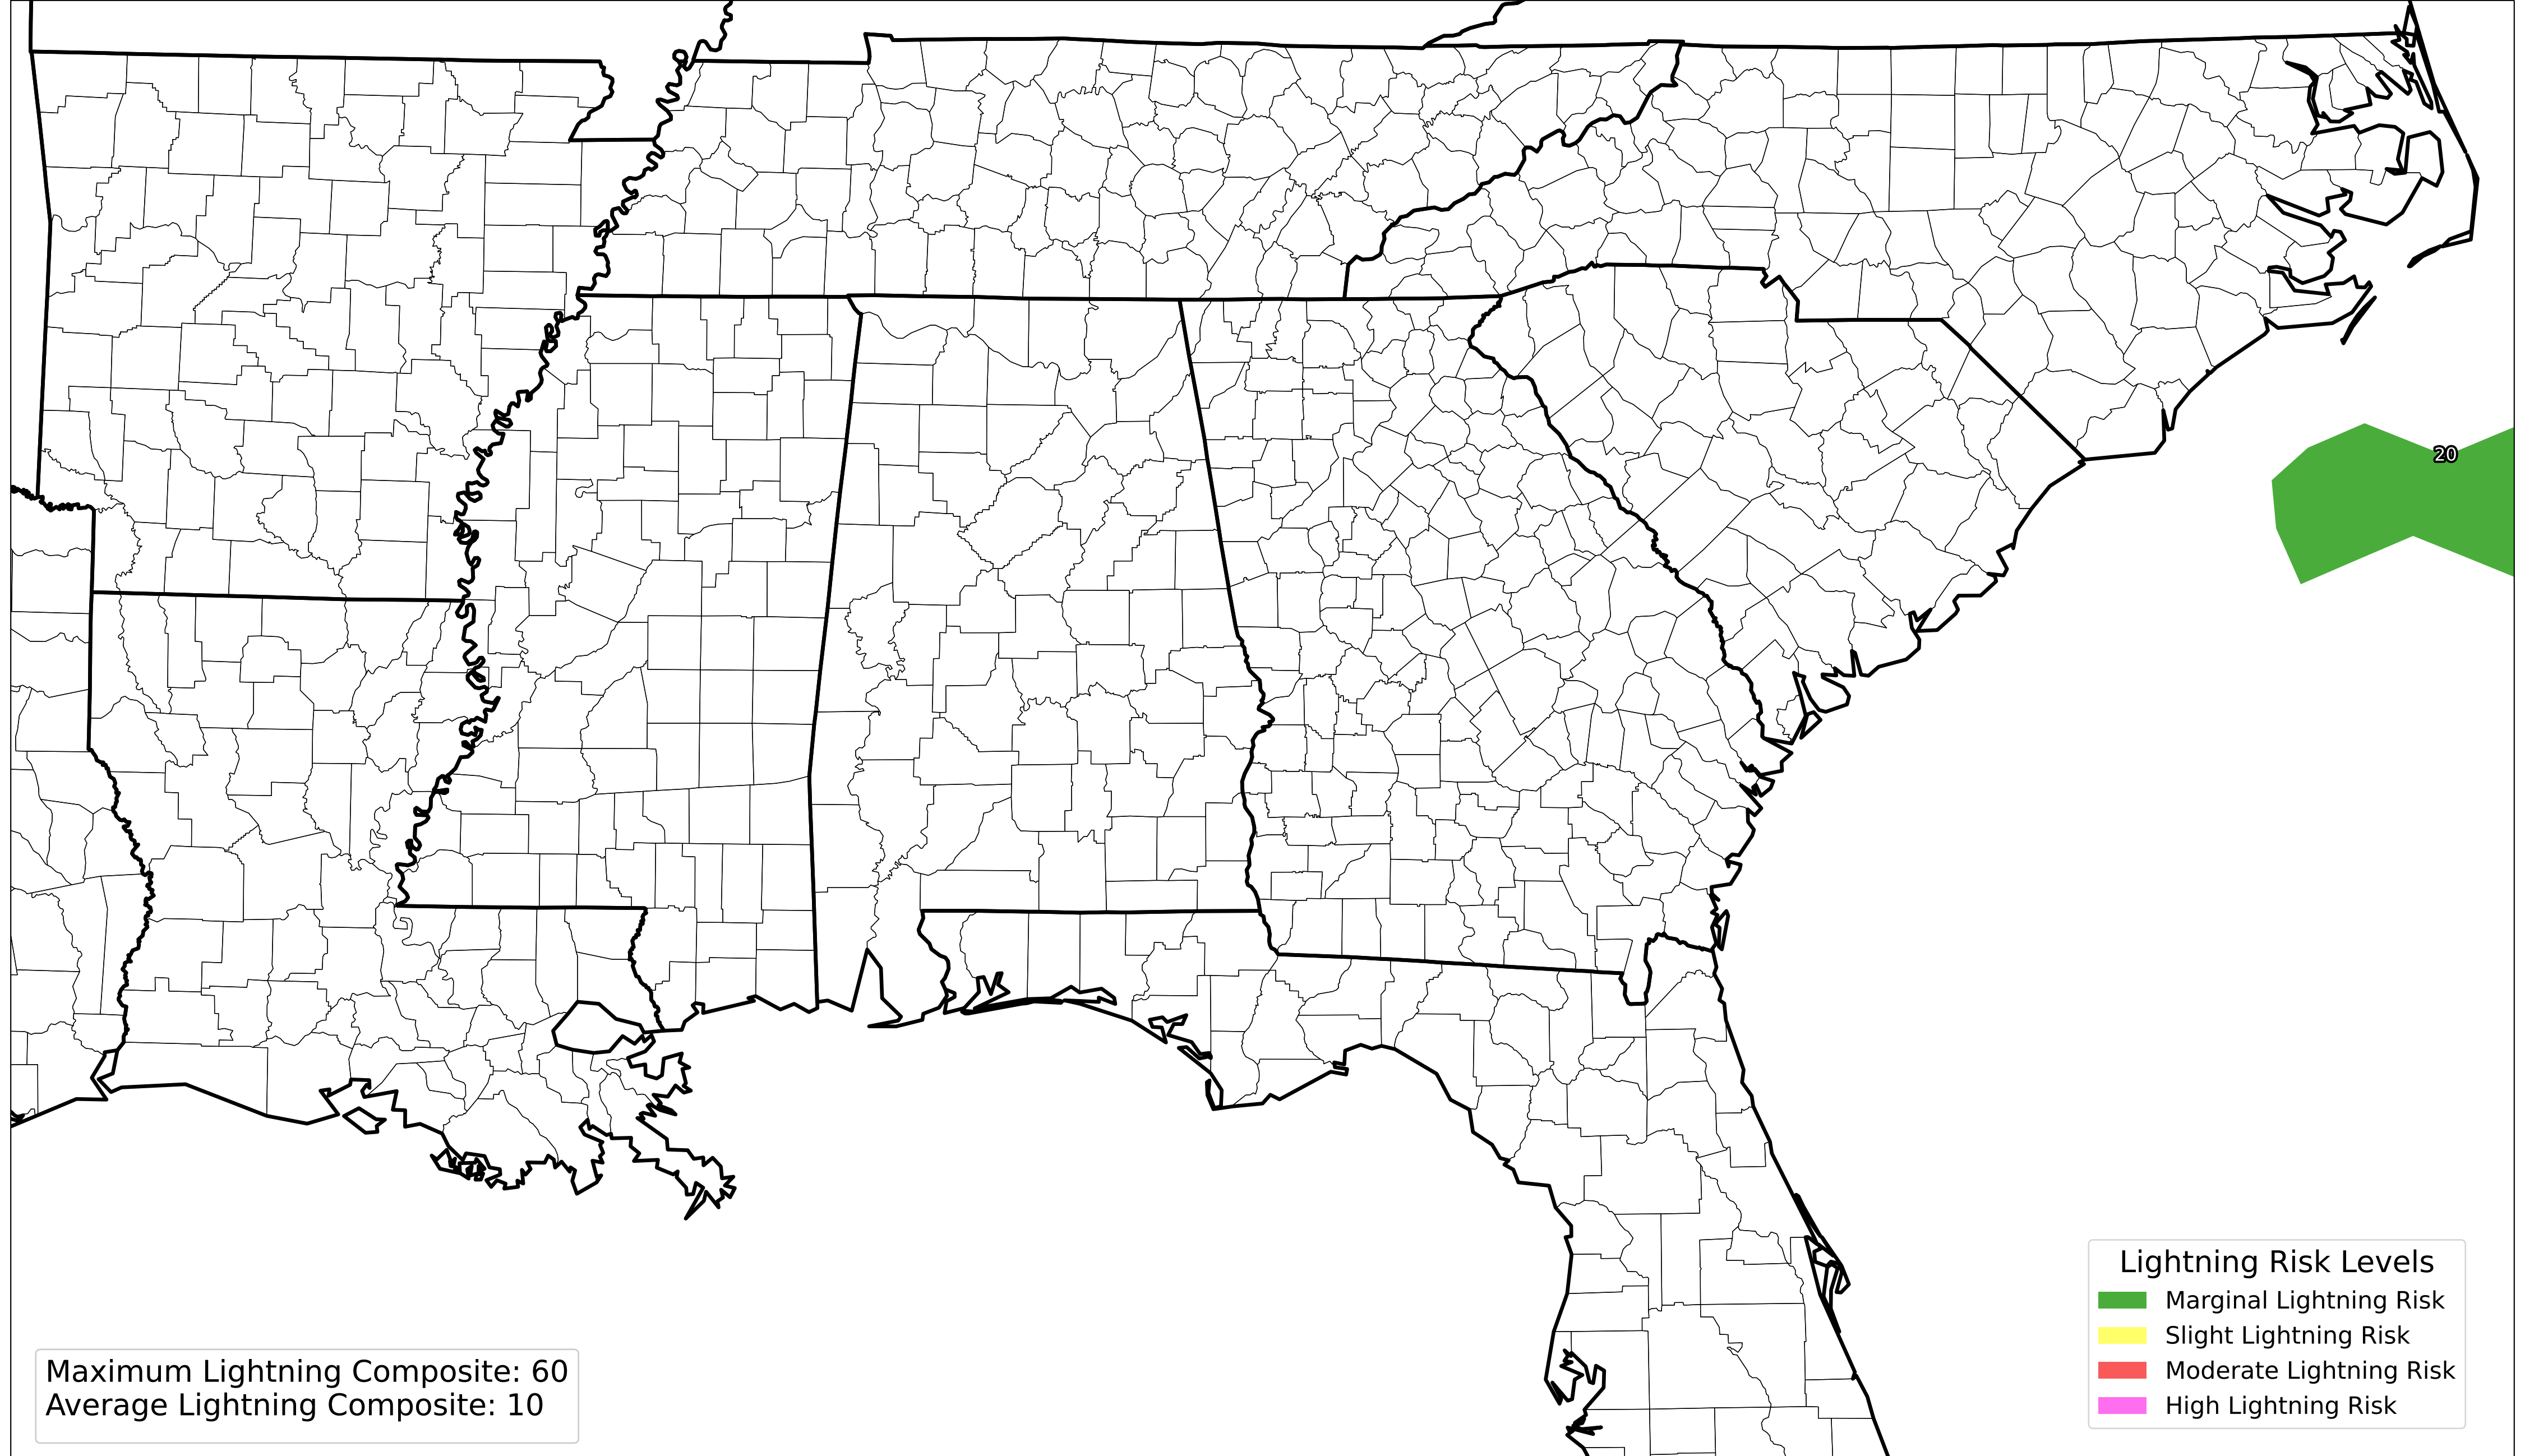 20
Lightning Risk Levels
Marginal Lightning Risk
Slight Lightning Risk
Moderate Lightning Risk
High Lightning Risk
Maximum Lightning Composite: 60
Average Lightning Composite: 10